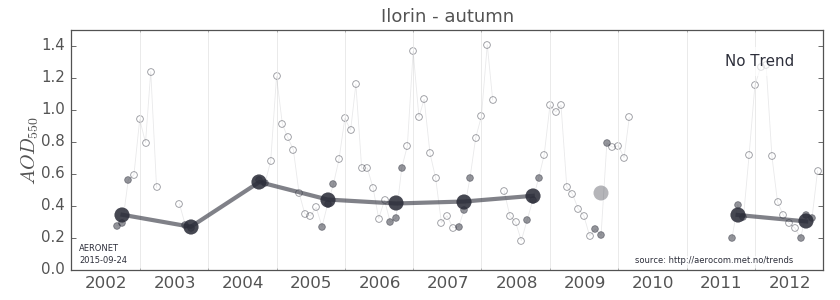 Ilorin - autumn
No Trend
AOD550
1.4
1.2
1.0
0.8
0.6
0.4
0.2
0.0
AERONET
2015-09-24
source: http://aerocom.met.no/trends
2002 2003 2004 2005 2006 2007 2008 2009 2010 2011 2012